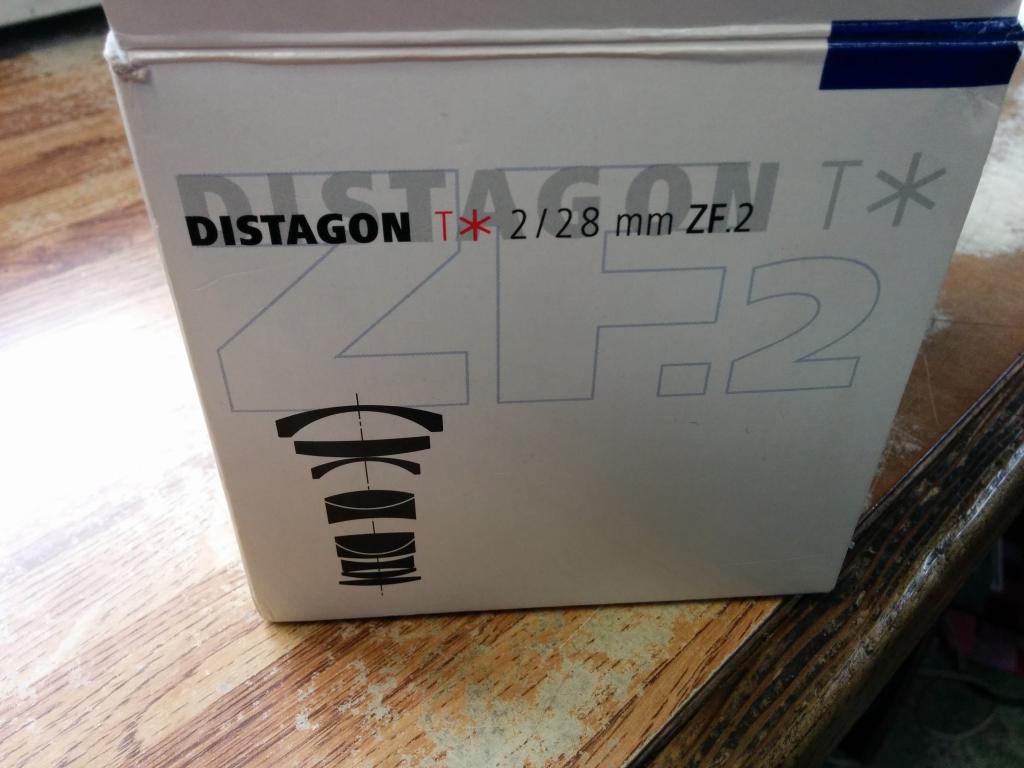 DISTAGON T*
DISTAGON T* 2/28 mm ZF.2
ZF.2